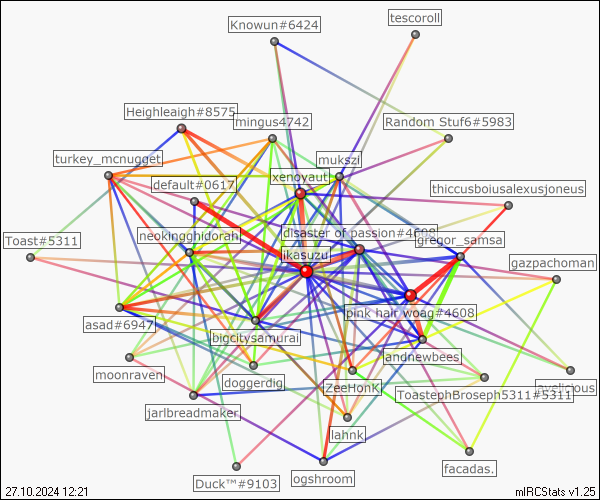 tescoroll
Knowun#6424
Heighleaigh#8575
mingus4742
Random Stuf6#5983
turkey_mcnugget
mukszi
xenoyaut
default#0617
thiccusboiusalexusjoneus
Toast#5311
neokingghidorah
disaster of passion#4608
gregor_samsa
ikasuzu
gazpachoman
pink hair woag#4608
asad#6947
bigcitysamurai
landnewbees
moonraven
doggerdig
ZeeHonK
ToastephBroseph5311#5311
jarlbreadmaker
lahnk
facadas.
Duck™#9103
ogshroom
27.10.2024 12:21
mIRCStats v1.25